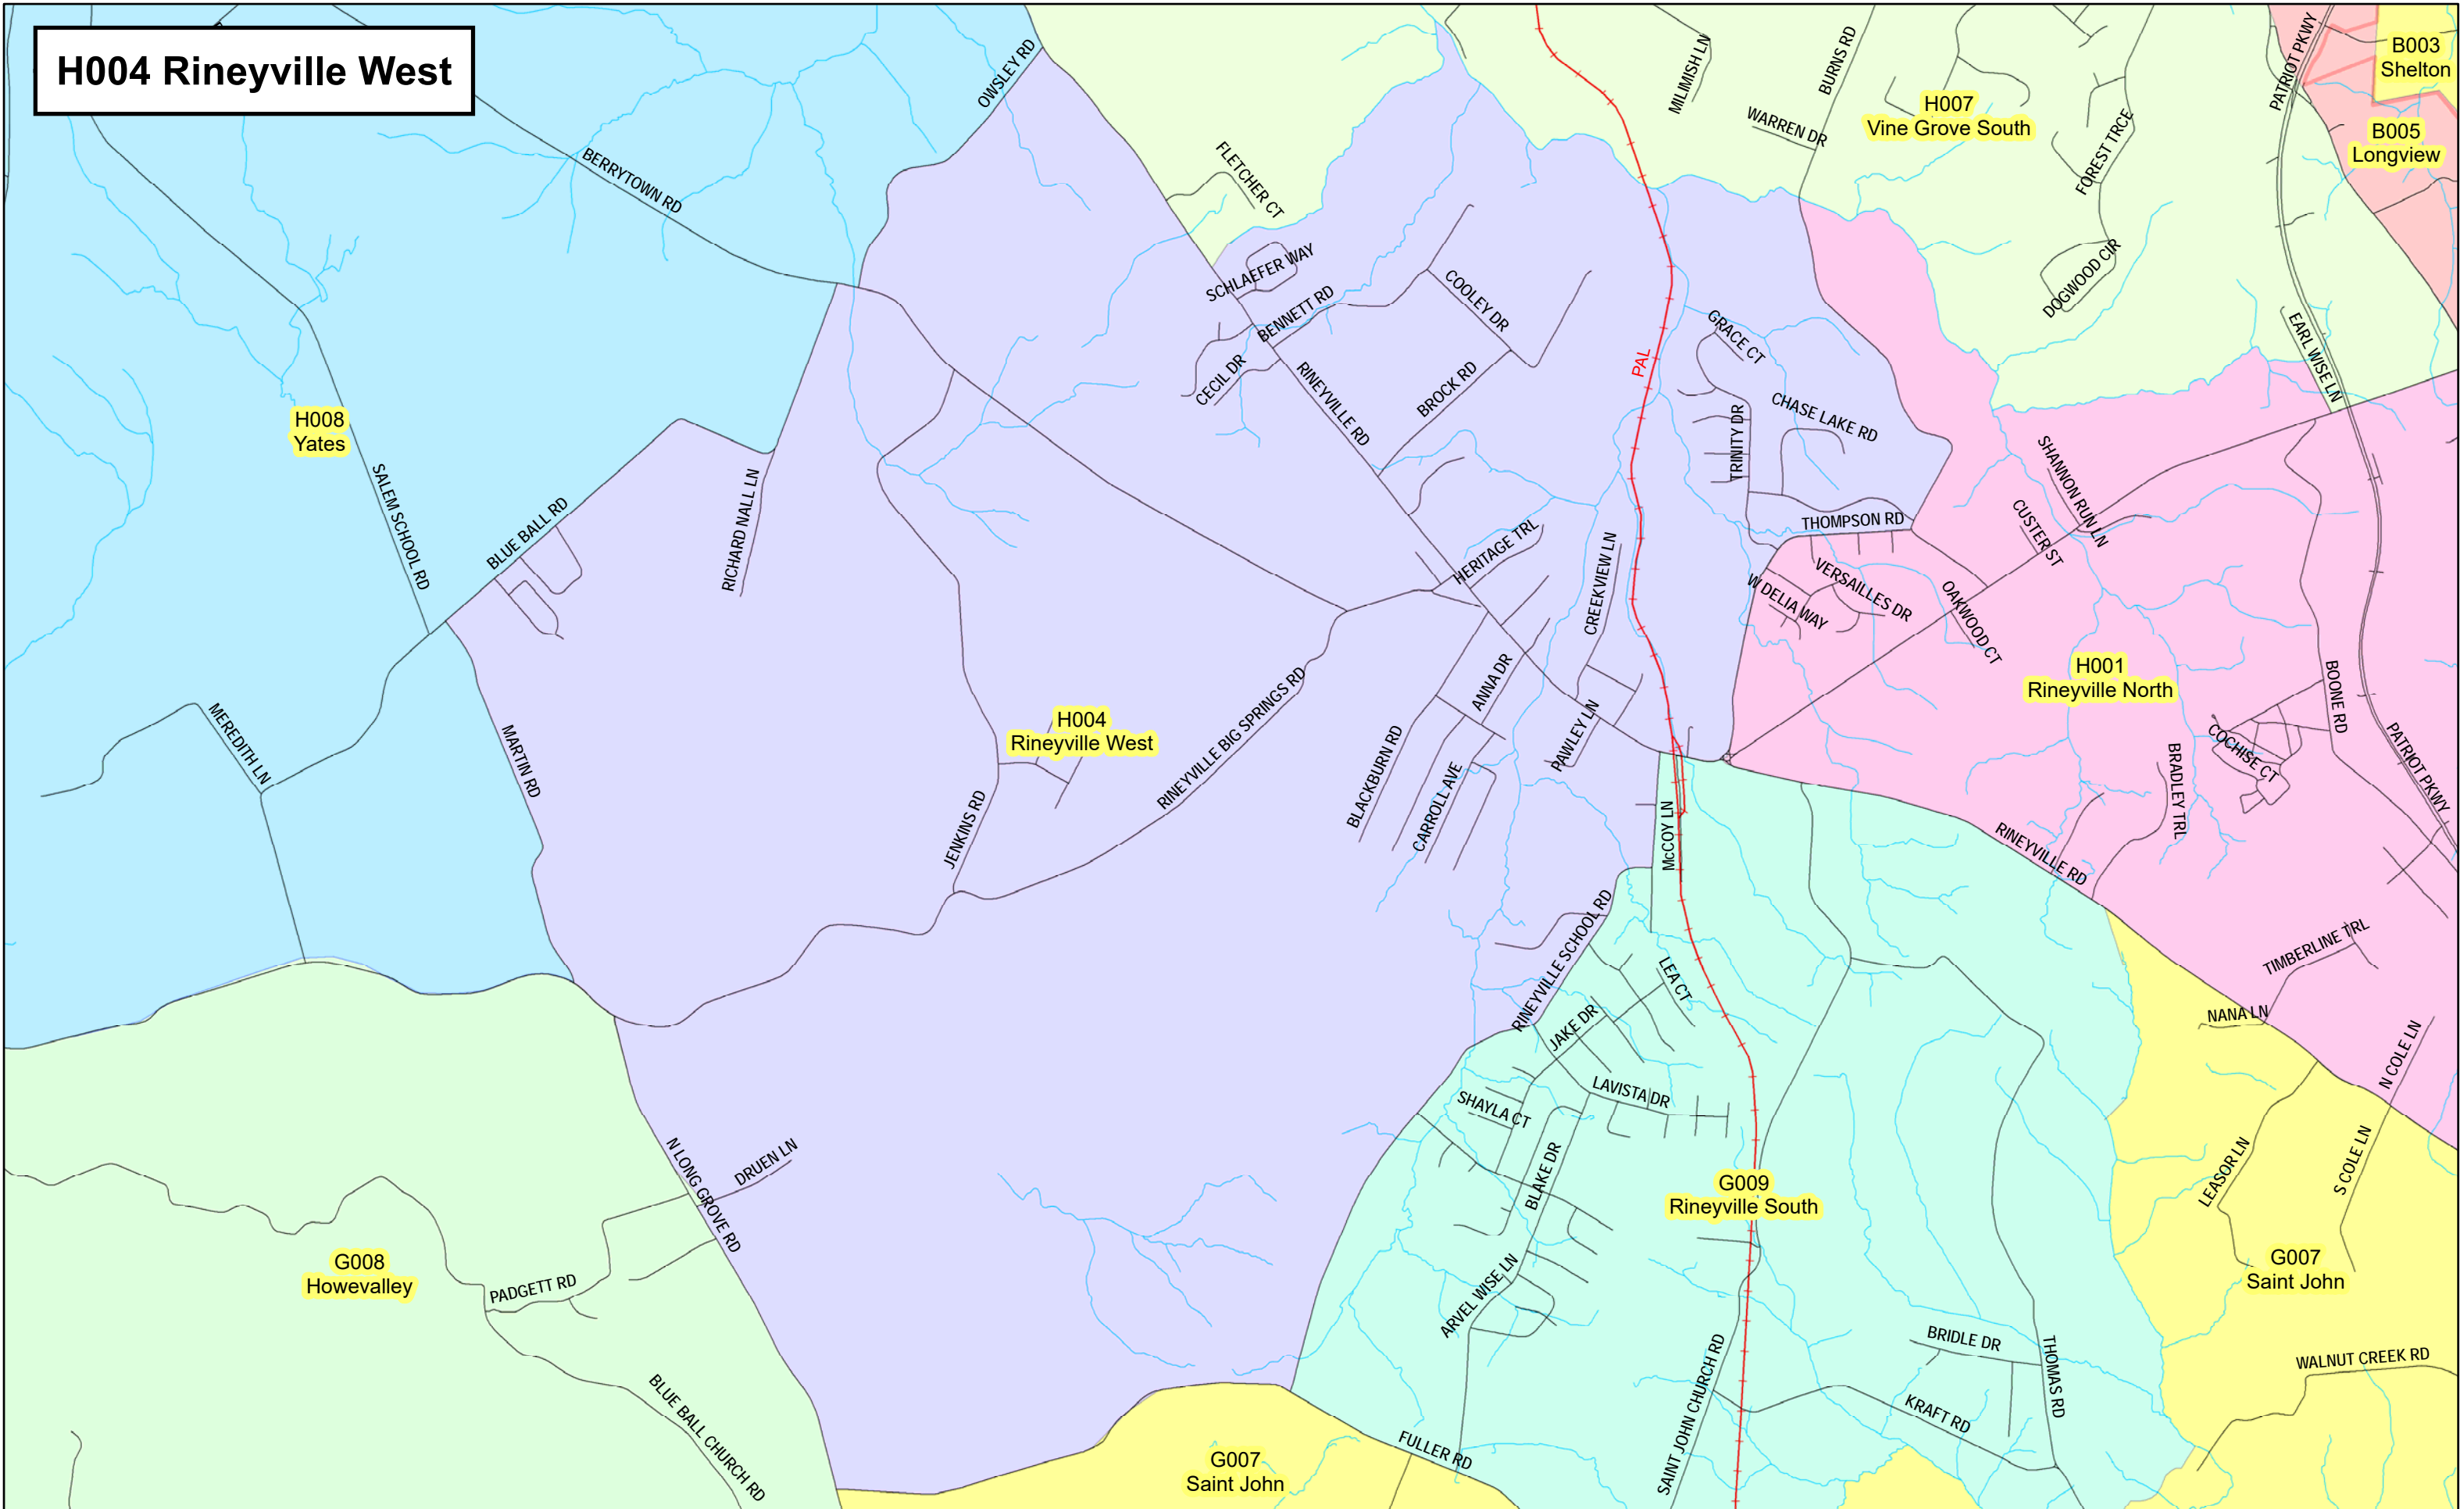 H004 Rineyville West
OWSLEY RD
MILIMISH LN
BURNS RD
PATRIOT PKWY
B003
Shelton
H007
Vine Grove South
WARREN DR
B005
Longview
FOREST TRCE
BERRYTOWN RD
FLETCHER CT
SCHLAEFER WAY
BENNETT RD
COOLEY DR
DOGWOOD CIR
GRACE CT
EARL WISE LN
PAL
CECIL DR
RINEYVILLE RD
BROCK RD
TRINITY DR
CHASE LAKE RD
H008
Yates
SALEM SCHOOL RD
BLUE BALL RD
RICHARD NALL LN
HERITAGE TRL
CREEKVIEW LN
THOMPSON RD
SHANNON RUN LN
CUSTER ST
VERSAILLES DR
W DELIA WAY
OAKWOOD CT
H001
Rineyville North
BOONE RD
MEREDITH LN
MARTIN RD
H004
Rineyville West
RINEYVILLE BIG SPRINGS RD
ANNA DR
BLACKBURN RD
PAWLEY LN
CARROLL AVE
JENKINS RD
McCOY LN
COCHISE CT
BRADLEY TRL
PATRIOT PKWY
RINEYVILLE RD
RINEYVILLE SCHOOL RD
LEA CT
TIMBERLINE TRL
NANA LN
JAKE DR
N COLE LN
LAVISTA DR
SHAYLA CT
BLAKE DR
N LONG GROVE RD
DRUEN LN
G009
Rineyville South
LEASOR LN
S COLE LN
G008
Howevalley
PADGETT RD
ARVEL WISE LN
G007
Saint John
BRIDLE DR
THOMAS RD
WALNUT CREEK RD
BLUE BALL CHURCH RD
SAINT JOHN CHURCH RD
KRAFT RD
FULLER RD
G007
Saint John